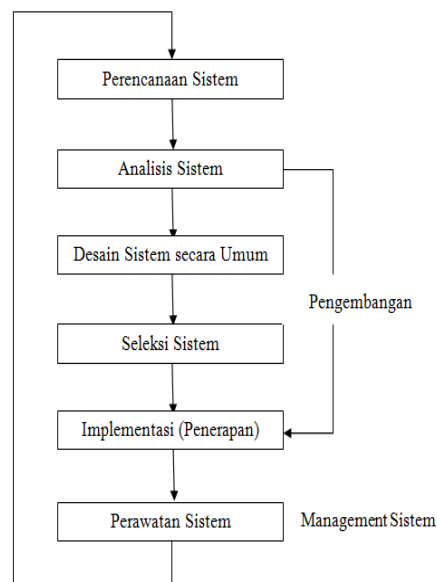 Perencanaan Sistem
Analisis Sistem
Desain Sistem secara Umum
Pengembangan
Seleksi Sistem
Implementasi (Penerapan)
Perawatan Sistem
Management Sistem